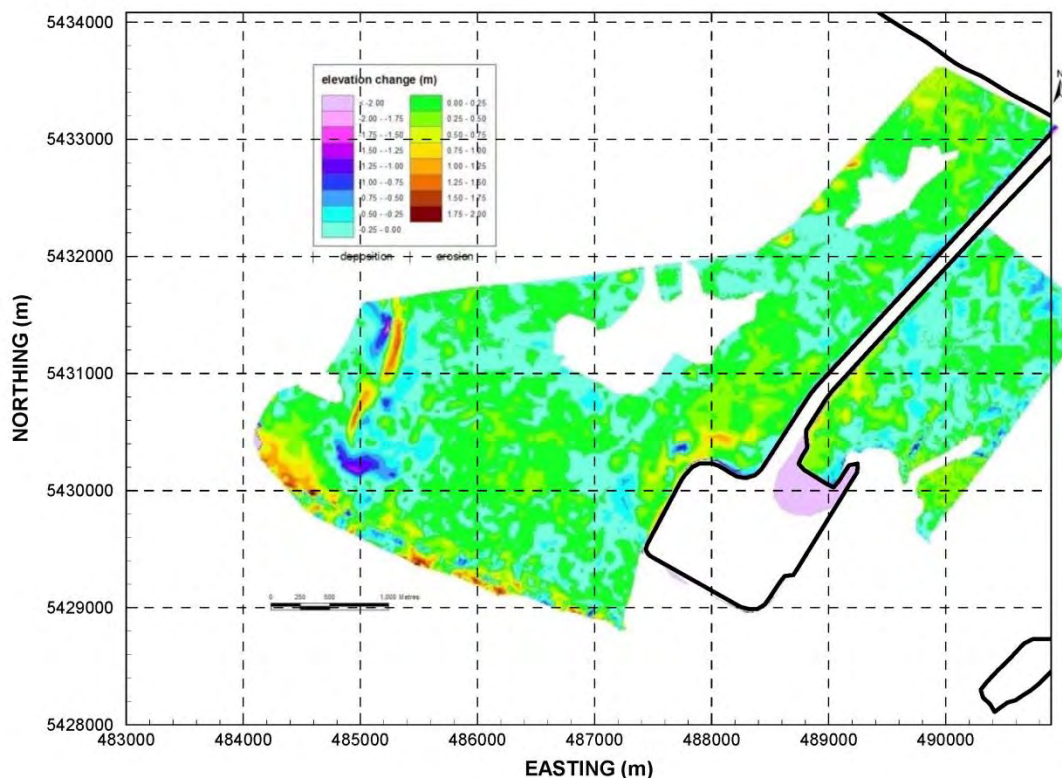 5434000
5433000
5432000
5431000
5430000
5429000
5428000
NORTHING (m)
N
elevation change (m)
<-2.00
-2.00 - -1.75
-1.75 - -1.50
-1.50 - -1.25
-1.25 - -1.00
-1.00 - -0.75
-0.75 - -0.50
-0.50 - -0.25
-0.25 - 0.00
0.00 - 0.25
0.25 - 0.50
0.50 - 0.75
0.75 - 1.00
1.00 - 1.25
1.25 - 1.50
1.50 - 1.75
1.75 - 2.00
deposition erosion
0 250 500 1,000 Metres
483000 484000 485000 486000 487000 488000 489000 490000
EASTING (m)